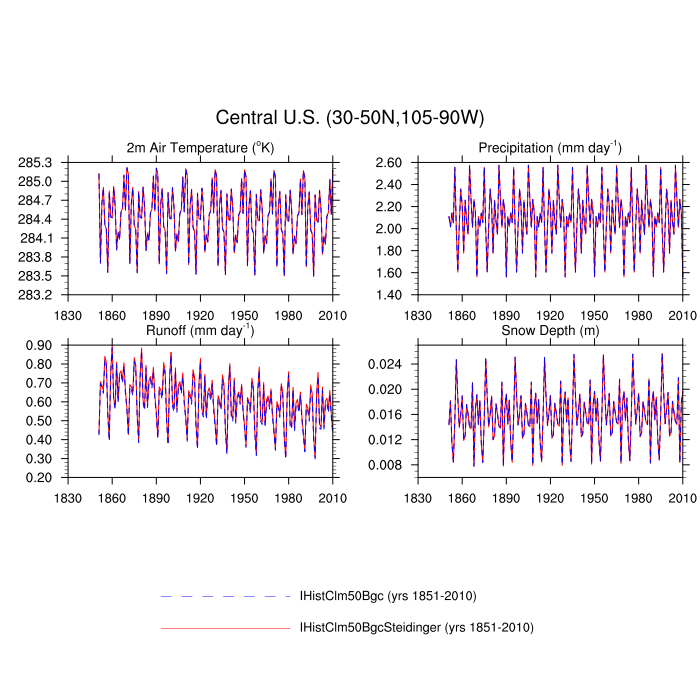 Central U.S. (30-50N,105-90W)
2m Air Temperature (°K)
Precipitation (mm day-1)
285.3
285.0
284.7
284.4
284.1
283.8
283.5
283.2
1830 1860 1890 1920 1950 1980 2010
2.60
2.40
2.20
2.00
1.80
1.60
1.40
1830 1860 1890 1920 1950 1980 2010
Runoff (mm day-1)
Snow Depth (m)
0.90
0.80
0.70
0.60
0.50
0.40
0.30
0.20
1830 1860 1890 1920 1950 1980 2010
0.024
0.020
0.016
0.012
0.008
1830 1860 1890 1920 1950 1980 2010
IHistClm50Bgc (yrs 1851-2010)
IHistClm50BgcSteidinger (yrs 1851-2010)